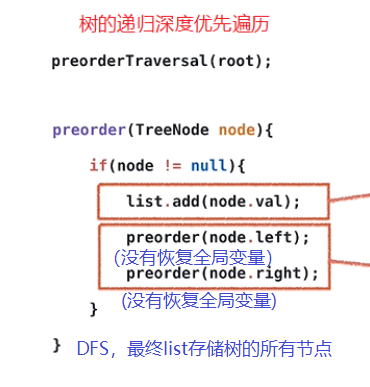 树的递归深度优先遍历
preorderTraversal(root);
preorder(TreeNode node){
if(node != null){
list.add(node.val);
preorder(node.left);
(没有恢复全局变量)
preorder(node.right);
(没有恢复全局变量)
}
} DFS，最终list存储树的所有节点